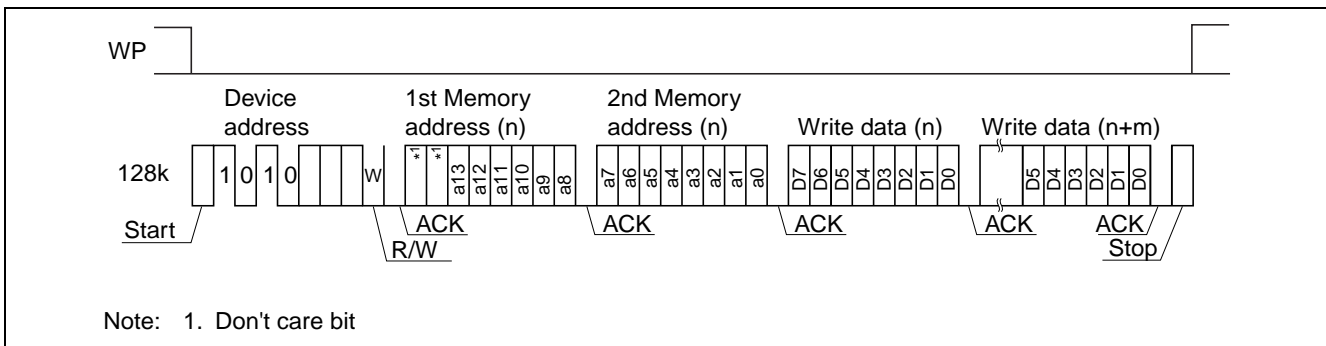 WP
Device address
1st Memory address (n)
2nd Memory address (n)
Write data (n)
Write data (n+m)
128k
1 0 1 0 W *1 *1 a13 a12 a11 a10 a9 a8 a7 a6 a5 a4 a3 a2 a1 a0 D7 D6 D5 D4 D3 D2 D1 D0 D5 D4 D3 D2 D1 D0
Start
ACK
ACK
ACK
ACK
ACK
R/W
Stop
Note: 1. Don't care bit